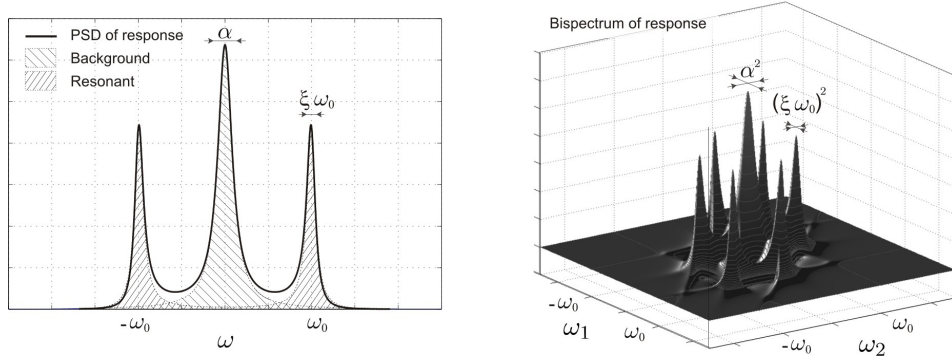 PSD of response
Background
Resonant
α
ξ ω₀
-ω₀
ω₀
ω
Bispectrum of response
α²
(ξ ω₀)²
-ω₀
ω₁
ω₀
-ω₀
ω₂
ω₀